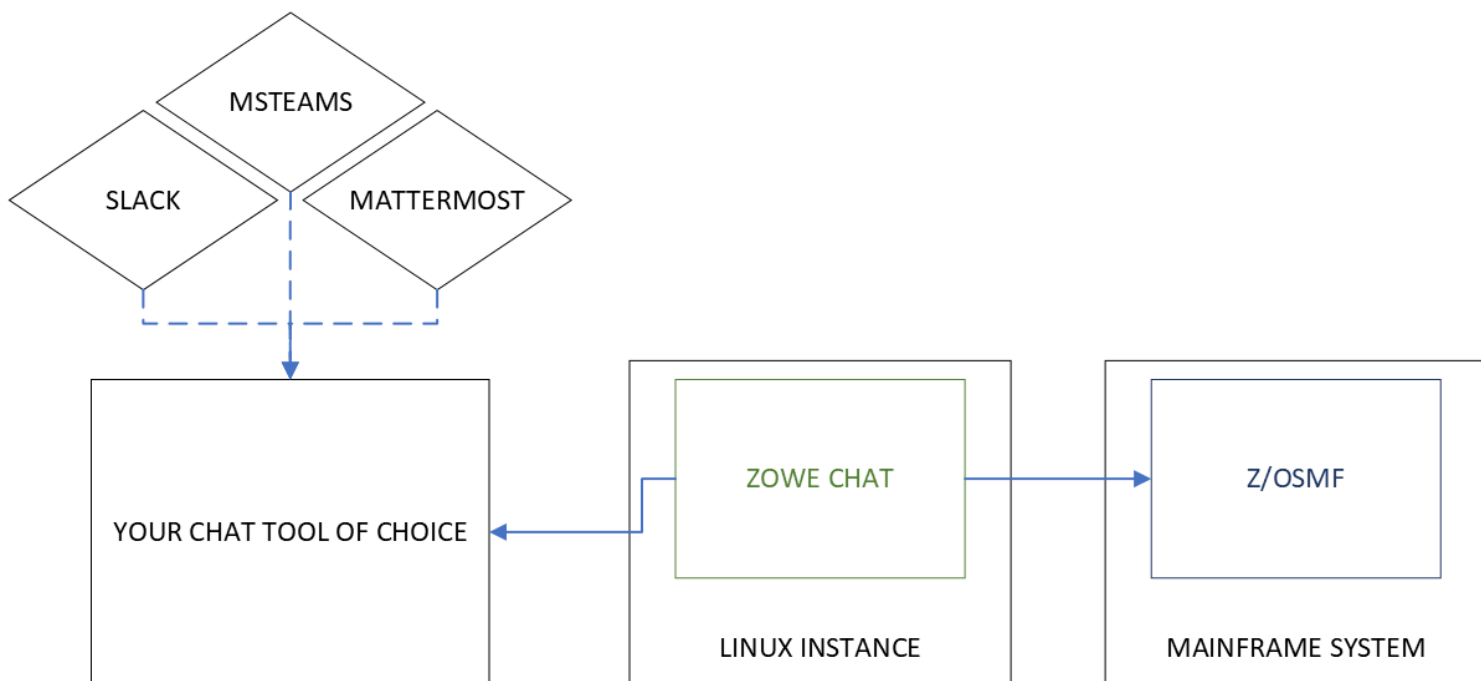 MSTEAMS
SLACK
MATTERMOST
ZOWE CHAT
Z/OSMF
YOUR CHAT TOOL OF CHOICE
LINUX INSTANCE
MAINFRAME SYSTEM